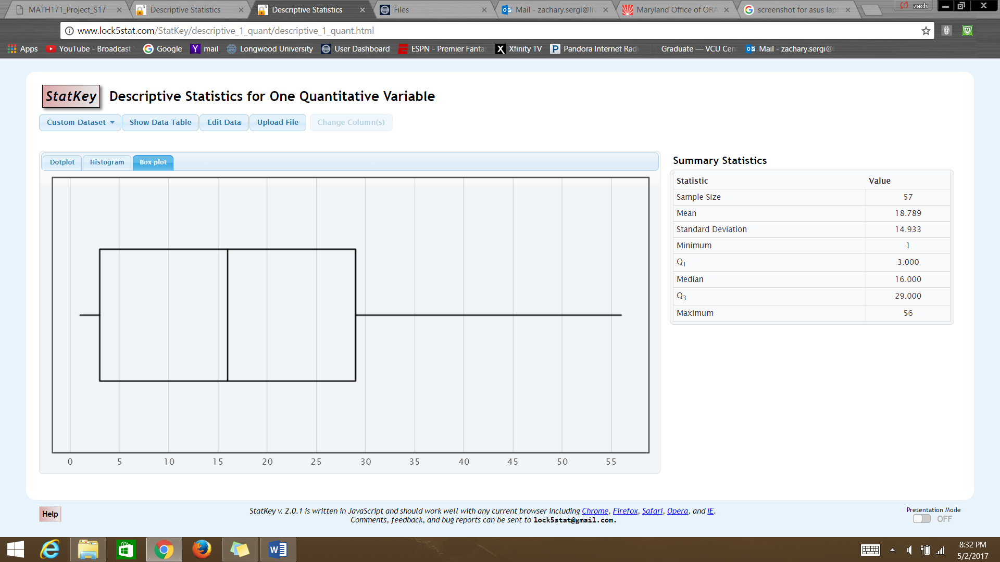 MATH171_Project_S17
Descriptive Statistics
Descriptive Statistics
Files
Mail - zachary.sergi@liv
Maryland Office of ORA
screenshot for asus lapt
zach
www.lock5stat.com/StatKey/descriptive_1_quant/descriptive_1_quant.html
Apps
YouTube - Broadcast
Google
mail
Longwood University
User Dashboard
ESPN - Premier Fanta
Xfinity TV
Pandora Internet Radi
Graduate — VCU Cen
Mail - zachary.sergi@
StatKey
Descriptive Statistics for One Quantitative Variable
Custom Dataset
Show Data Table
Edit Data
Upload File
Change Column(s)
Dotplot
Histogram
Box plot
0 5 10 15 20 25 30 35 40 45 50 55
Summary Statistics
Statistic Value
Sample Size 57
Mean 18.789
Standard Deviation 14.933
Minimum 1
Q1 3.000
Median 16.000
Q3 29.000
Maximum 56
Help
StatKey v. 2.0.1 is written in JavaScript and should work well with any current browser including Chrome, Firefox, Safari, Opera, and IE.
Comments, feedback, and bug reports can be sent to lock5stat@gmail.com.
Presentation Mode
OFF
8:32 PM
5/2/2017